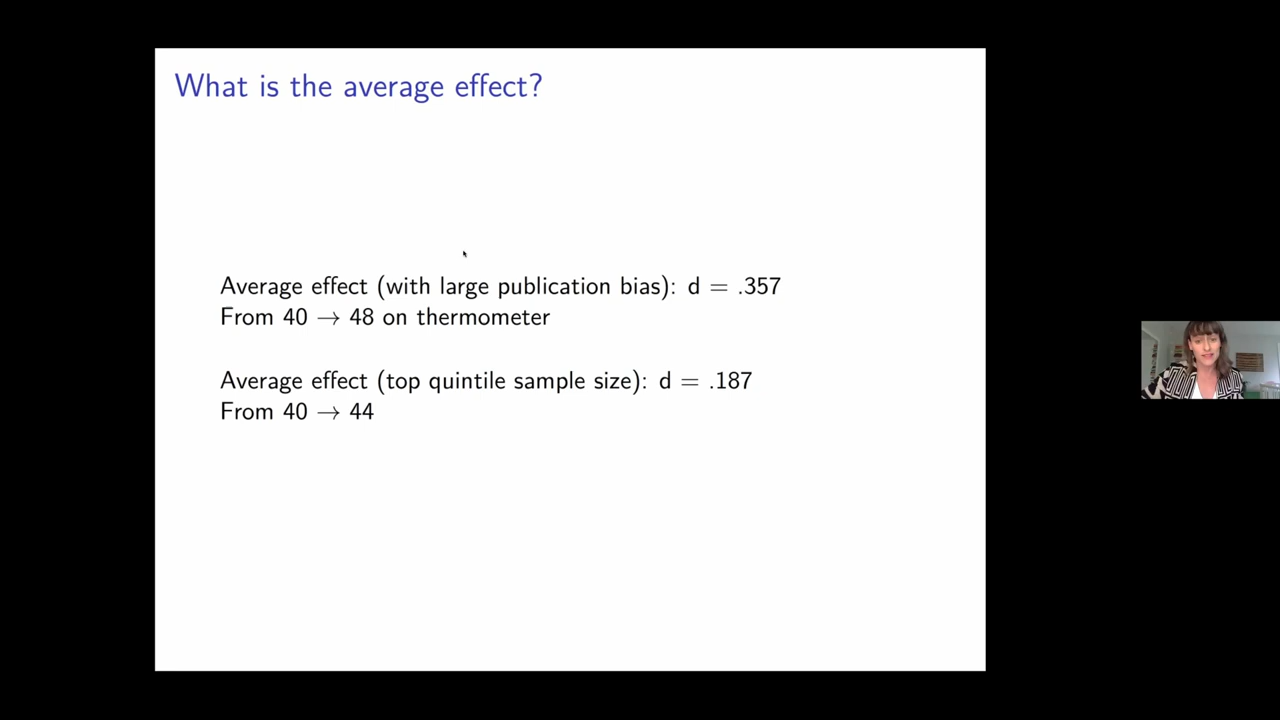 What is the average effect?
Average effect (with large publication bias): d = .357
From 40 → 48 on thermometer
Average effect (top quintile sample size): d = .187
From 40 → 44